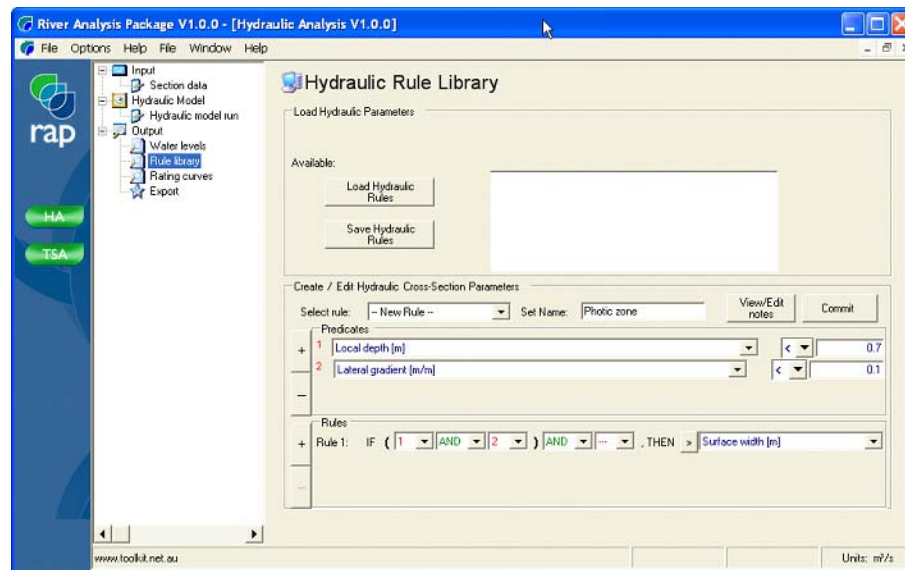 River Analysis Package V1.0.0 - [Hydraulic Analysis V1.0.0]
File Options Help File Window Help
rap
HA
TSA
Input
Section data
Hydraulic Model
Hydraulic model run
Output
Water levels
Rule library
Rating curves
Export
Hydraulic Rule Library
Load Hydraulic Parameters
Available:
Load Hydraulic
Rules
Save Hydraulic
Rules
Create / Edit Hydraulic Cross-Section Parameters
Select rule: -- New Rule -- Set Name: Photic zone View/Edit
notes Commit
Predicates
+ 1 Local depth [m] < 0.7
2 Lateral gradient [m/m] < 0.1
–
Rules
+ Rule 1: IF ( 1 AND 2 ) AND --- , THEN » Surface width [m]
–
www.toolkit.net.au Units: m³/s